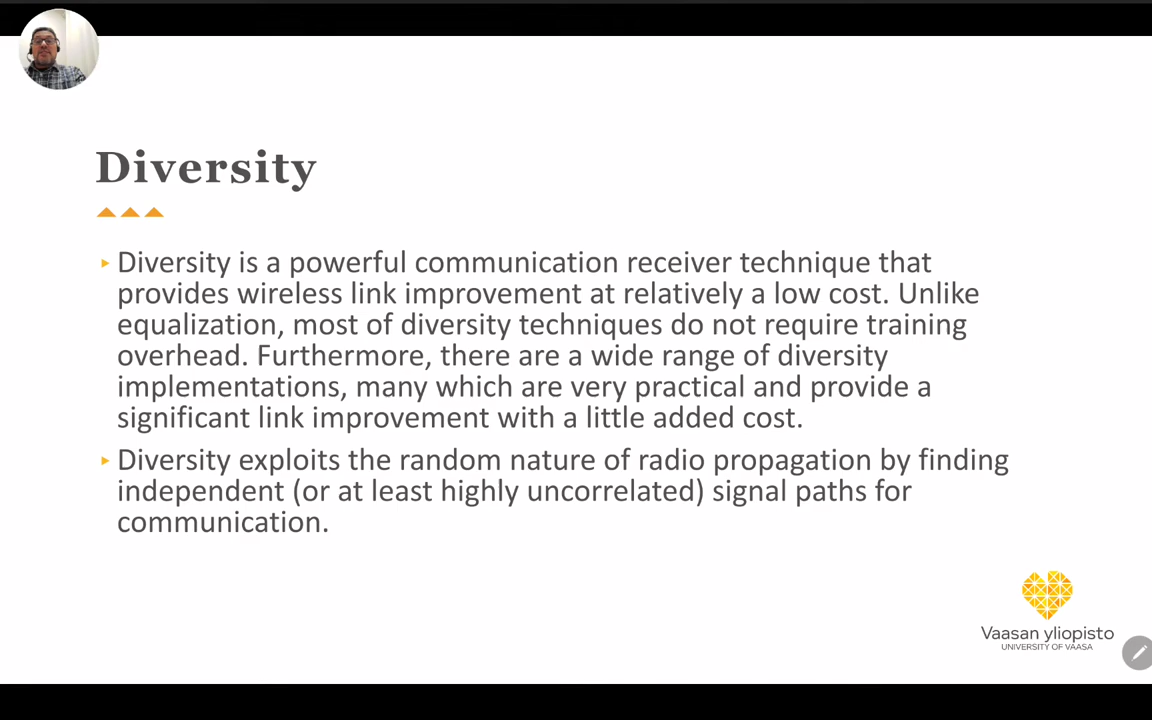 Diversity
Diversity is a powerful communication receiver technique that
provides wireless link improvement at relatively a low cost. Unlike
equalization, most of diversity techniques do not require training
overhead. Furthermore, there are a wide range of diversity
implementations, many which are very practical and provide a
significant link improvement with a little added cost.
Diversity exploits the random nature of radio propagation by finding
independent (or at least highly uncorrelated) signal paths for
communication.
Vaasan yliopisto
UNIVERSITY OF VAASA